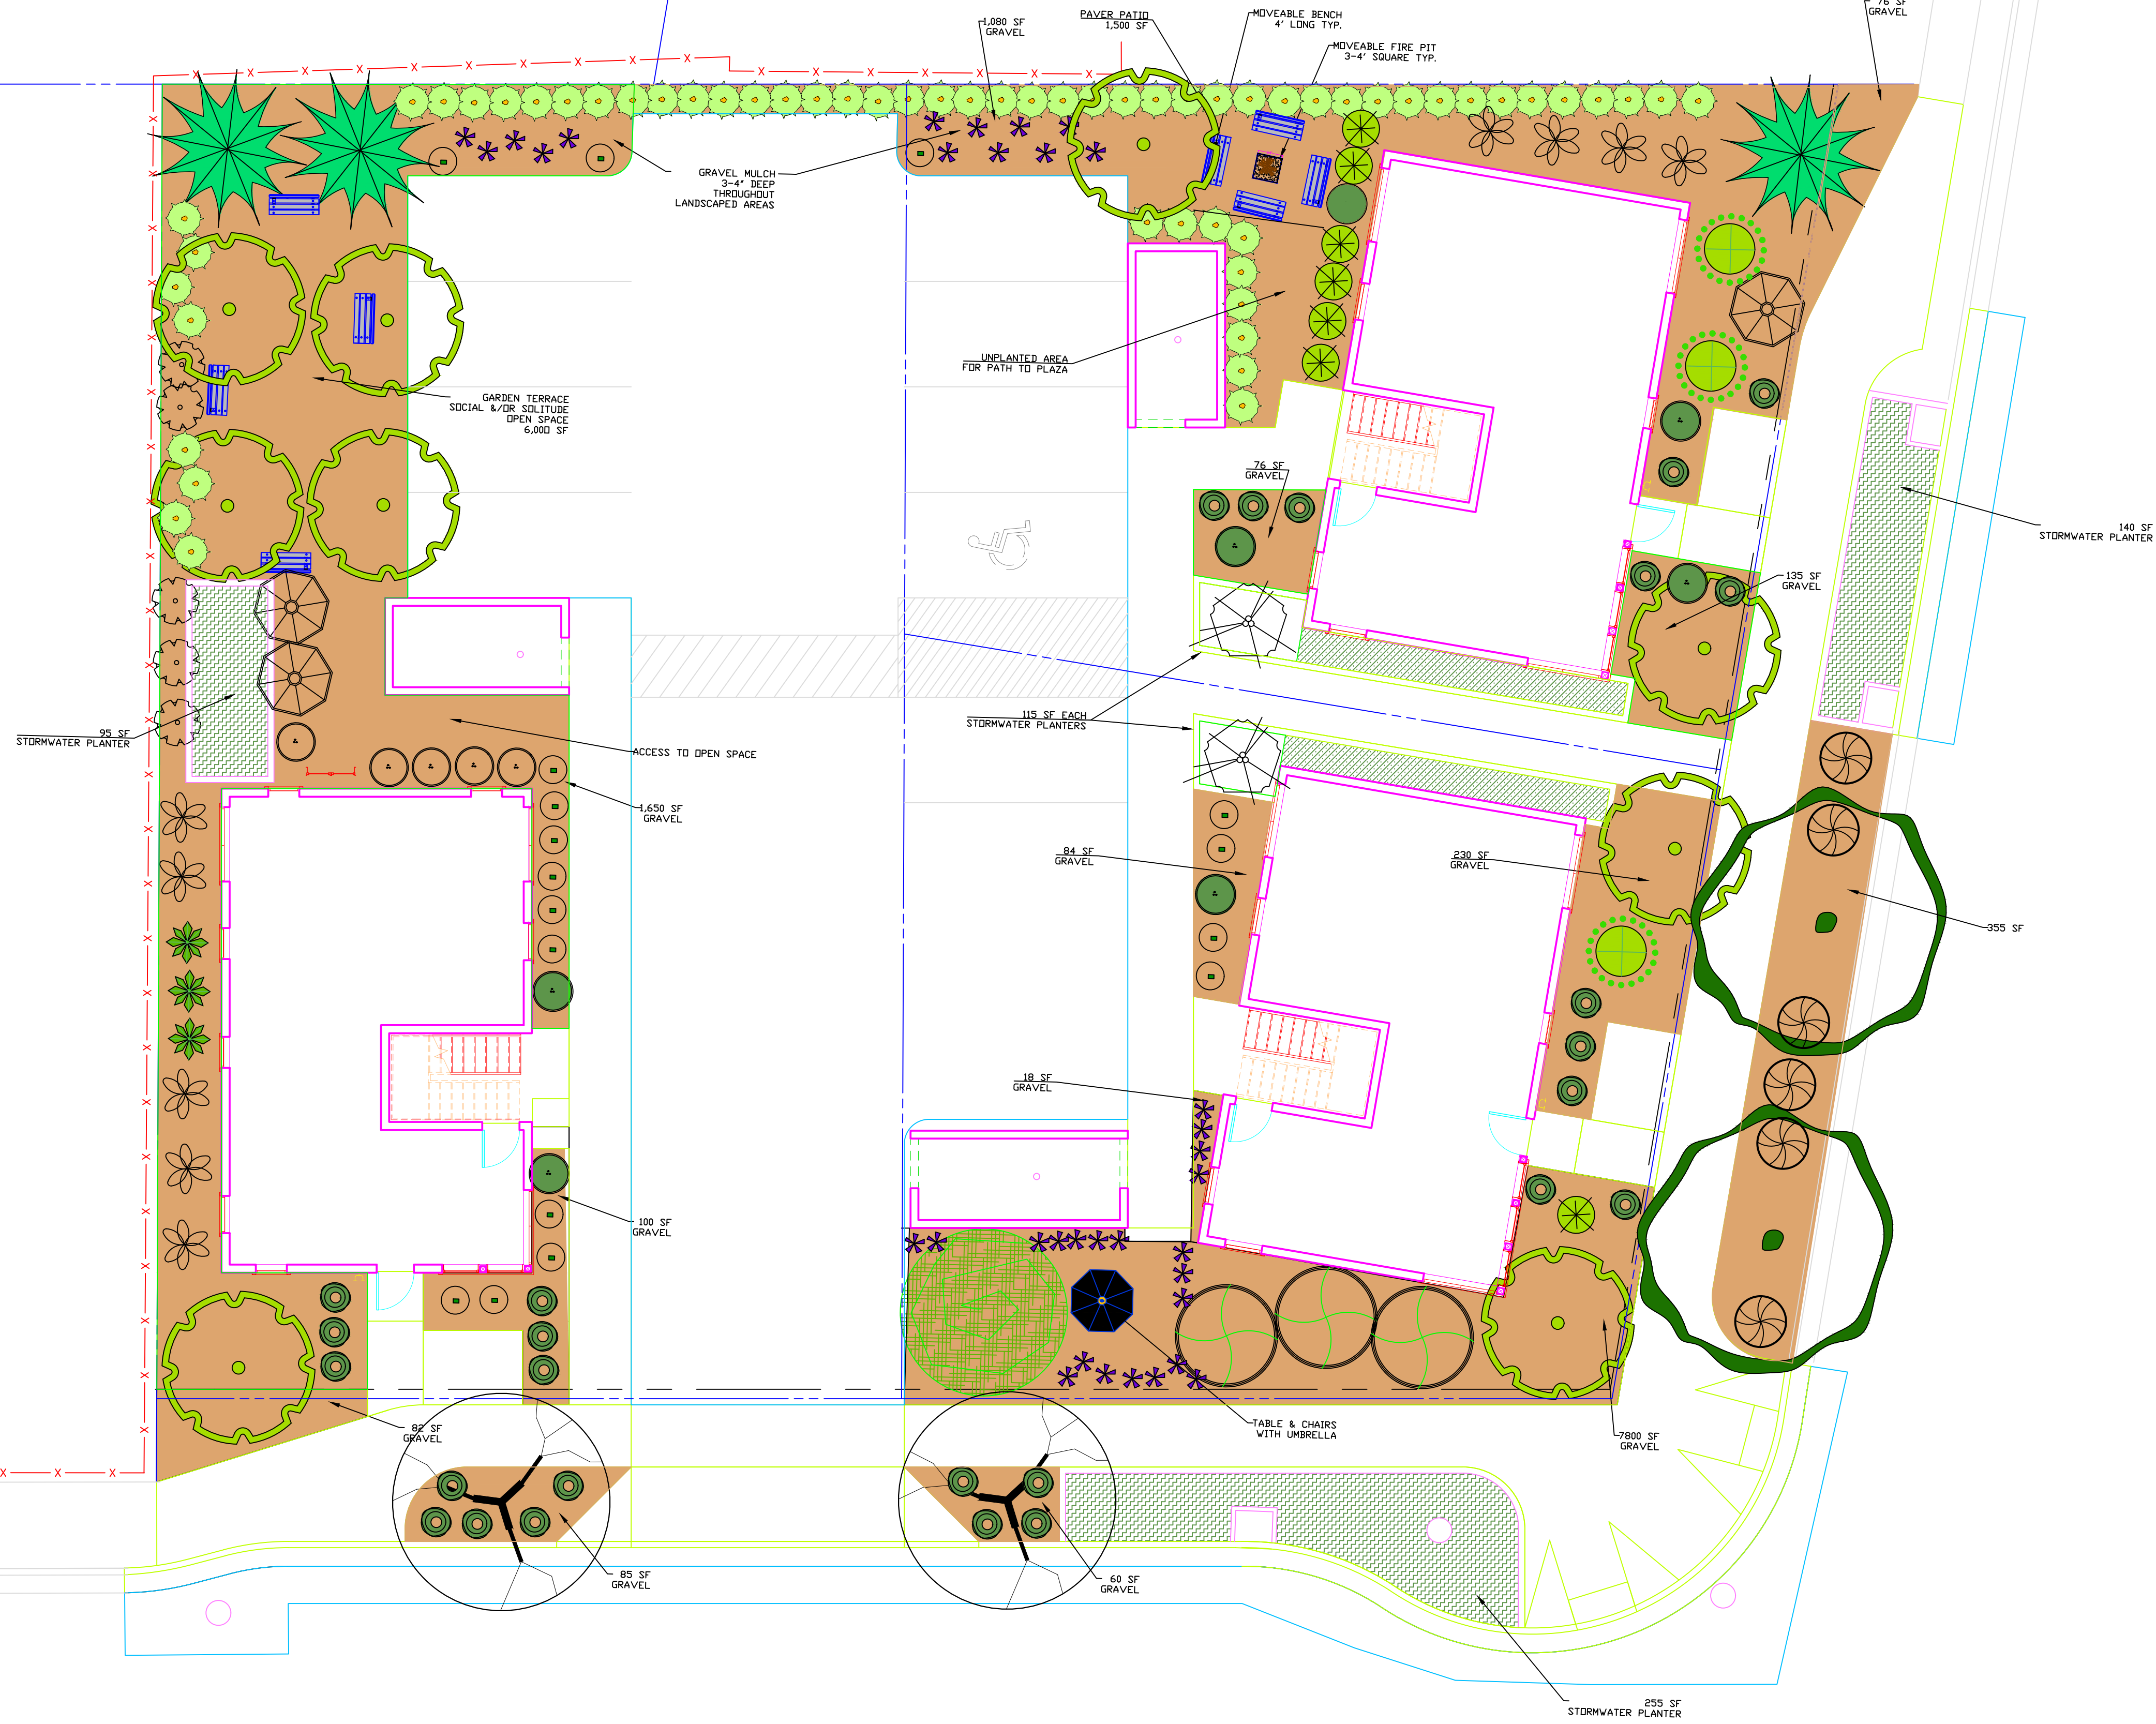 76 SF
GRAVEL
1,080 SF
GRAVEL
PAVER PATIO
1,500 SF
MOVEABLE BENCH
4' LONG TYP.
MOVEABLE FIRE PIT
3-4' SQUARE TYP.
GRAVEL MULCH
3-4" DEEP
THROUGHOUT
LANDSCAPED AREAS
UNPLANTED AREA
FOR PATH TO PLAZA
GARDEN TERRACE
SOCIAL &/OR SOLITUDE
OPEN SPACE
6,000 SF
76 SF
GRAVEL
140 SF
STORMWATER PLANTER
135 SF
GRAVEL
115 SF EACH
STORMWATER PLANTERS
95 SF
STORMWATER PLANTER
ACCESS TO OPEN SPACE
1,650 SF
GRAVEL
84 SF
GRAVEL
230 SF
GRAVEL
355 SF
18 SF
GRAVEL
100 SF
GRAVEL
82 SF
GRAVEL
TABLE & CHAIRS
WITH UMBRELLA
7800 SF
GRAVEL
85 SF
GRAVEL
60 SF
GRAVEL
255 SF
STORMWATER PLANTER